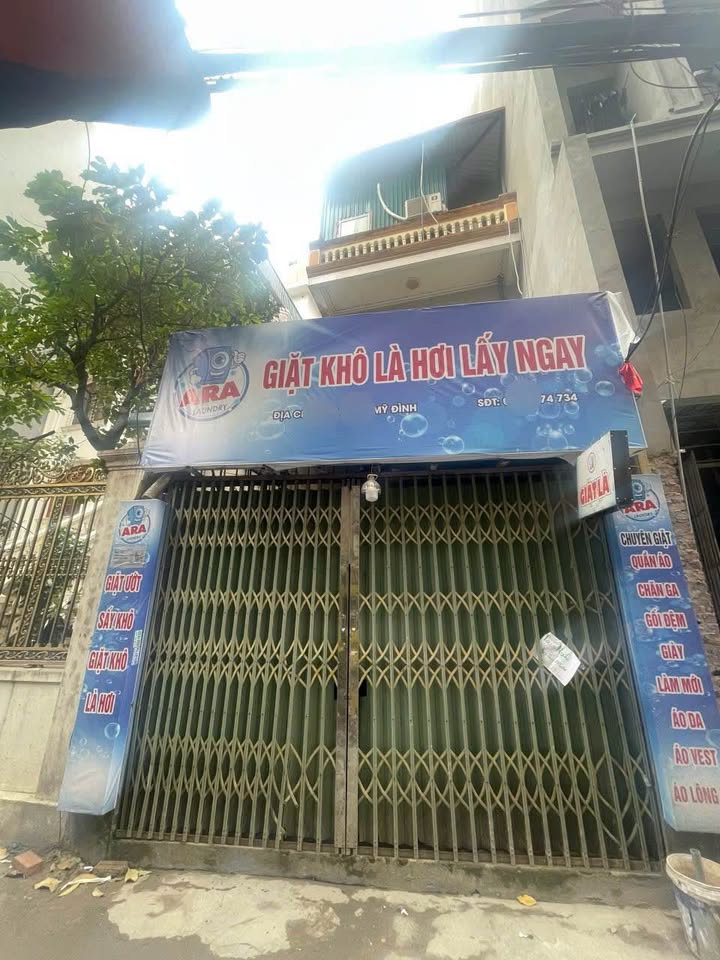 ARA
LAUNDRY
GIẶT KHÔ LÀ HƠI LẤY NGAY
ĐỊA MỸ ĐÌNH
SĐT: 74 734
GIẶT LÀ
ARA
GIẶT ƯỚT
SẤY KHÔ
GIẶT KHÔ
LÀ HƠI
ARA
LAUNDRY
CHUYÊN GIẶT
QUẦN ÁO
CHĂN GA
GỐI ĐỆM
GIÀY
LÀM MỚI
ÁO DA
ÁO VEST
ÁO LÔNG